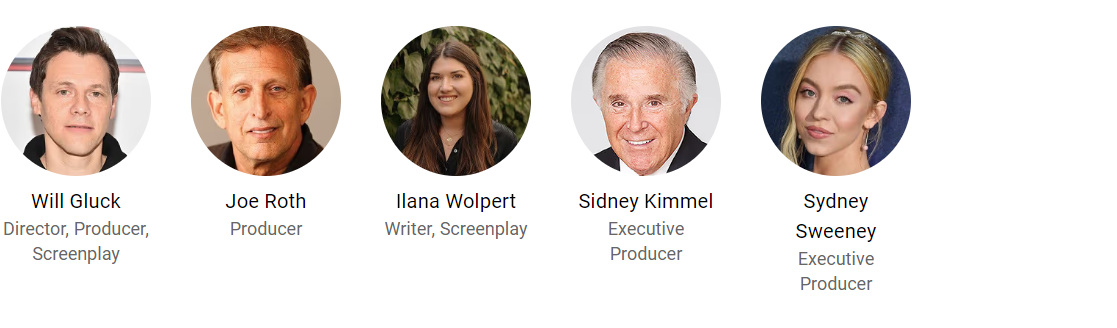 Will Gluck
Director, Producer,
Screenplay
Joe Roth
Producer
Ilana Wolpert
Writer, Screenplay
Sidney Kimmel
Executive
Producer
Sydney
Sweeney
Executive
Producer